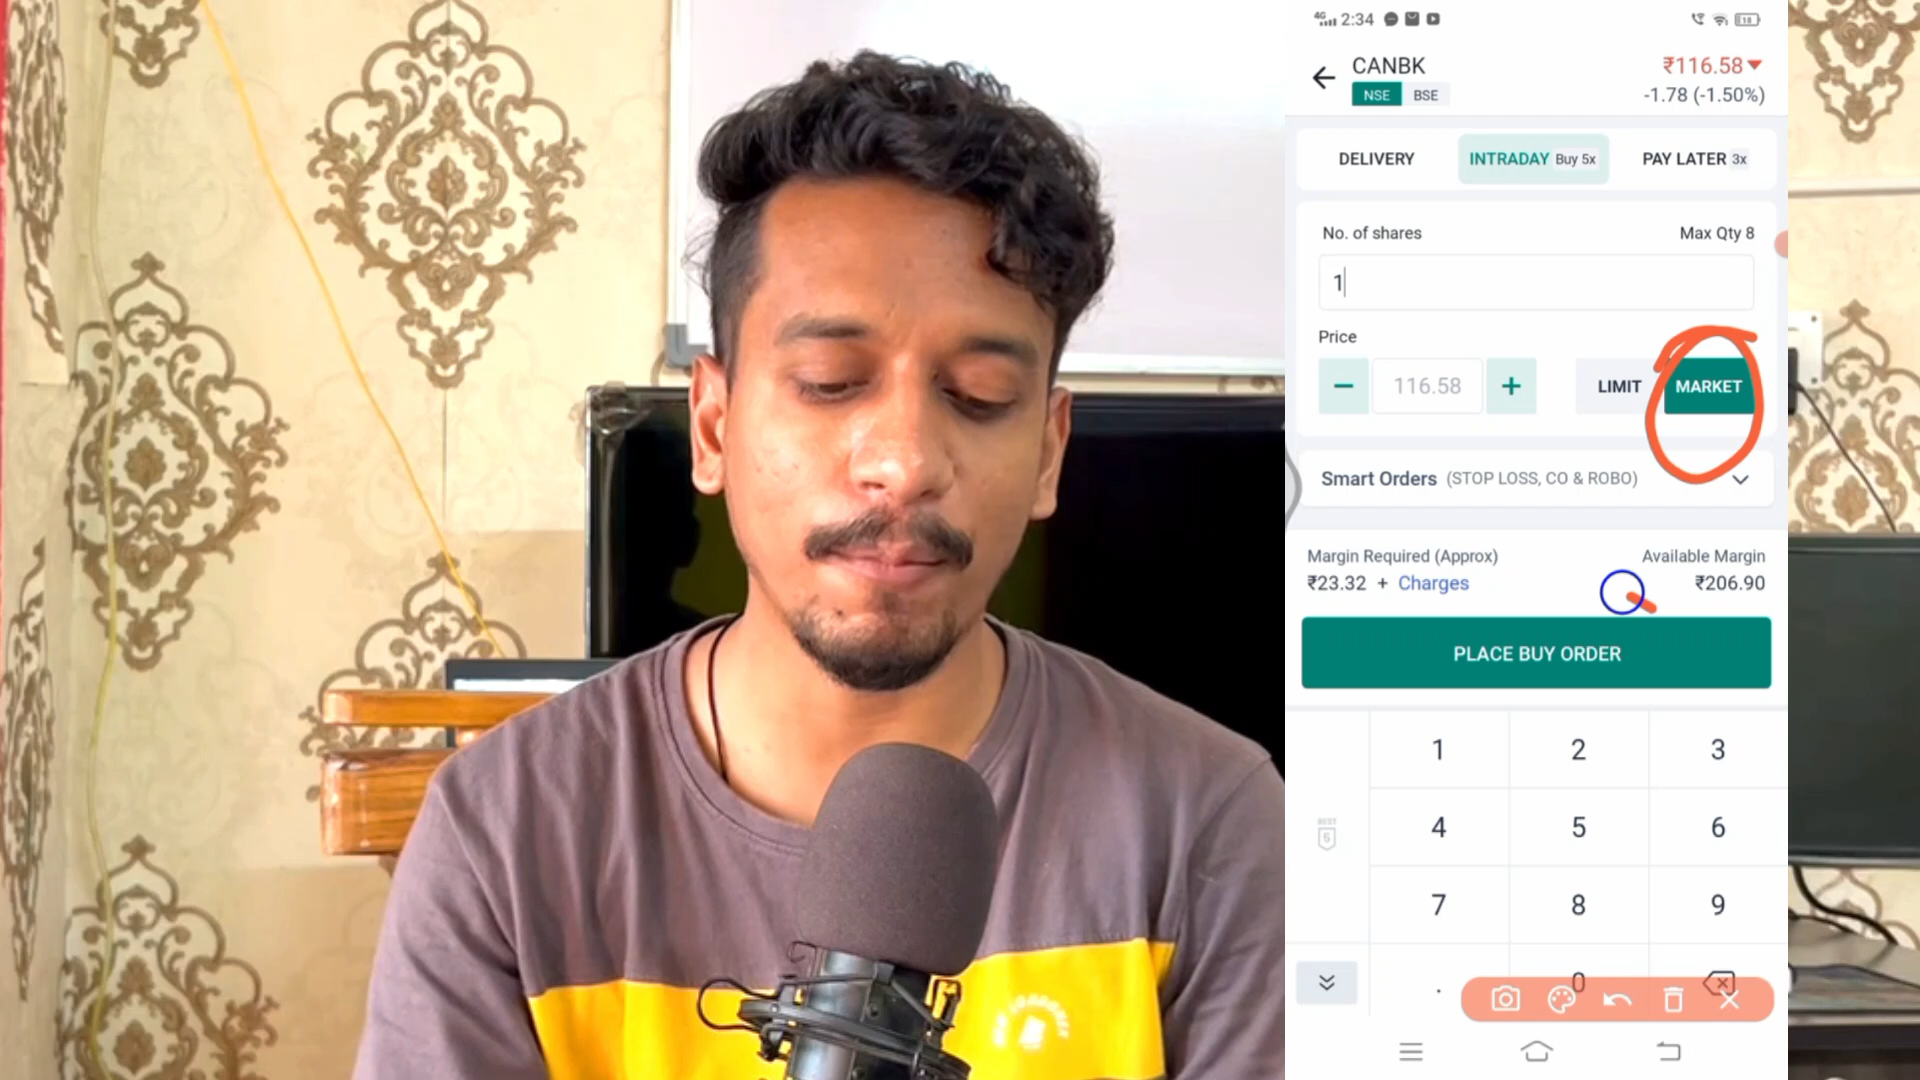 4G 2:34 18
CANBK ₹116.58
NSE BSE -1.78 (-1.50%)
DELIVERY INTRADAY Buy 5x PAY LATER 3x
No. of shares Max Qty 8
1
Price
− 116.58 + LIMIT MARKET
Smart Orders (STOP LOSS, CO & ROBO)
Margin Required (Approx) Available Margin
₹23.32 + Charges ₹206.90
PLACE BUY ORDER
1 2 3
4 5 6
BEST
5
7 8 9
. 0